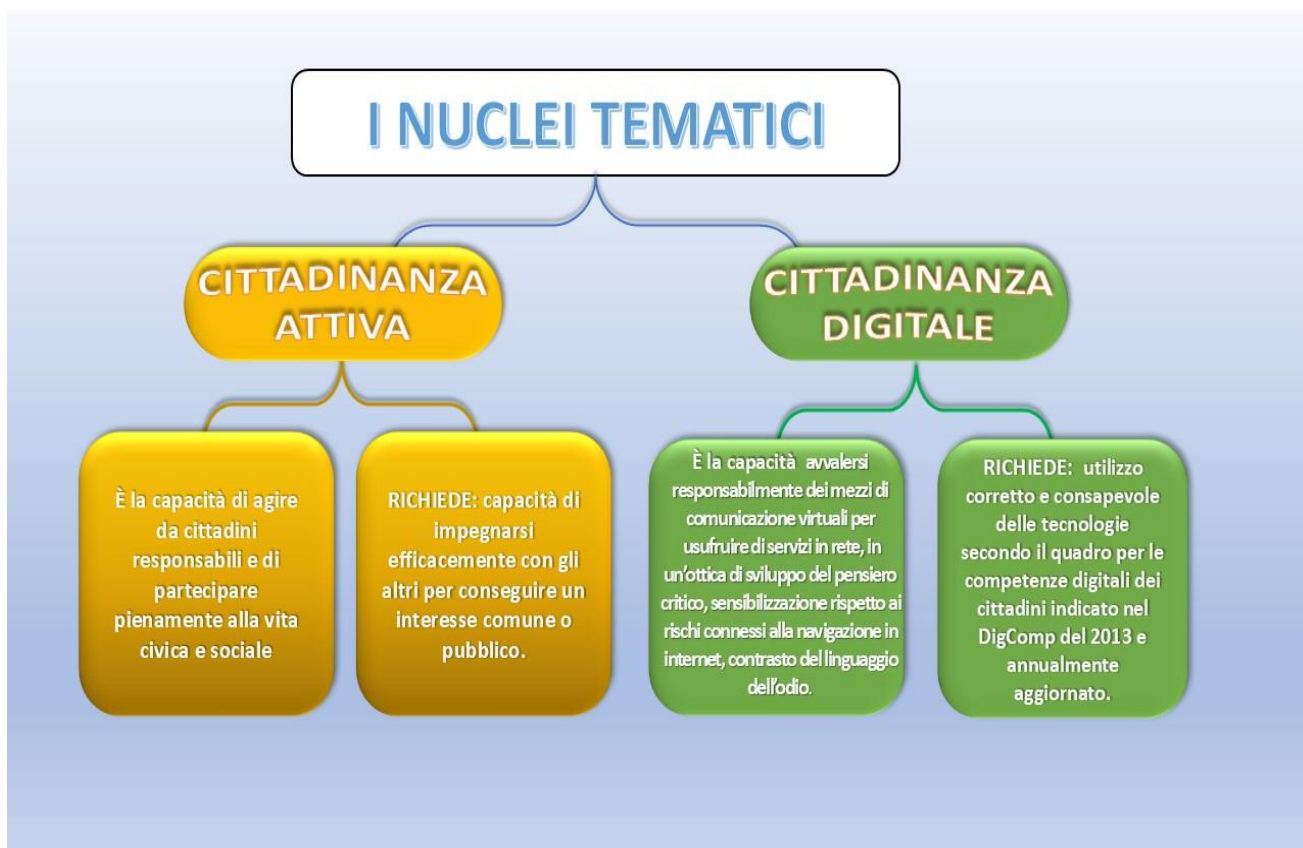 I NUCLEI TEMATICI
CITTADINANZA
ATTIVA
CITTADINANZA
DIGITALE
È la capacità di agire
da cittadini
responsabili e di
partecipare
pienamente alla vita
civica e sociale
RICHIEDE: capacità di
impegnarsi
efficacemente con gli
altri per conseguire un
interesse comune o
pubblico.
È la capacità avvalersi
responsabilmente dei mezzi di
comunicazione virtuali per
usufruire di servizi in rete, in
un'ottica di sviluppo del pensiero
critico, sensibilizzazione rispetto ai
rischi connessi alla navigazione in
internet, contrasto del linguaggio
dell'odio.
RICHIEDE: utilizzo
corretto e consapevole
delle tecnologie
secondo il quadro per le
competenze digitali dei
cittadini indicato nel
DigComp del 2013 e
annualmente
aggiornato.